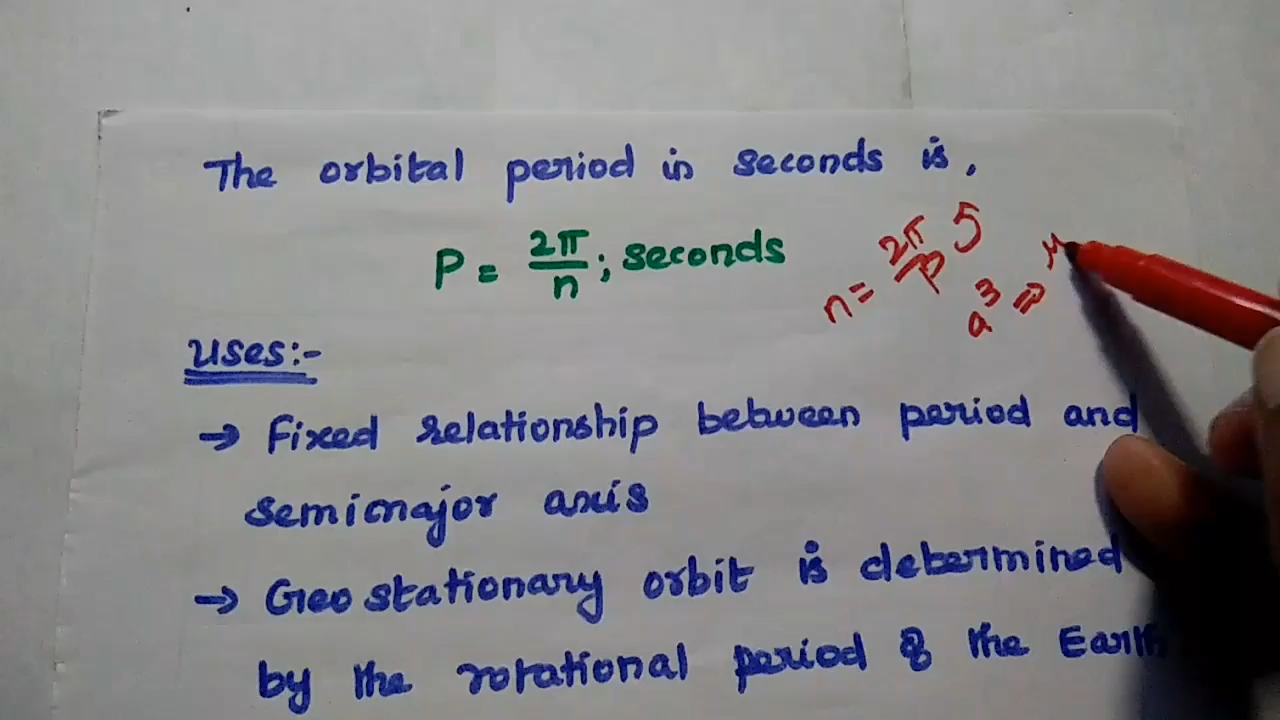 The orbital period in seconds is,
P = 2π/n ; seconds
n = 2π/p
a³ ⇒ μ
Uses:-
→ Fixed relationship between period and
semimajor axis
→ Geostationary orbit is determined
by the rotational period of the Earth